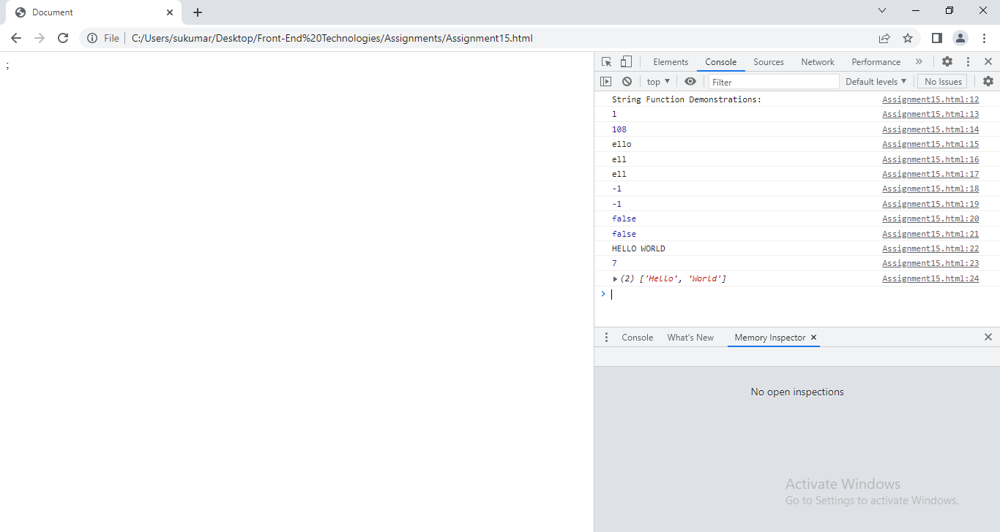 Document
File C:/Users/sukumar/Desktop/Front-End%20Technologies/Assignments/Assignment15.html
;
Elements Console Sources Network Performance »
top ▼ Filter Default levels ▼ No Issues
String Function Demonstrations: Assignment15.html:12
l Assignment15.html:13
108 Assignment15.html:14
ello Assignment15.html:15
ell Assignment15.html:16
ell Assignment15.html:17
-1 Assignment15.html:18
-1 Assignment15.html:19
false Assignment15.html:20
false Assignment15.html:21
HELLO WORLD Assignment15.html:22
7 Assignment15.html:23
▶ (2) ['Hello', 'World'] Assignment15.html:24
>
Console What's New Memory Inspector
No open inspections
Activate Windows
Go to Settings to activate Windows.